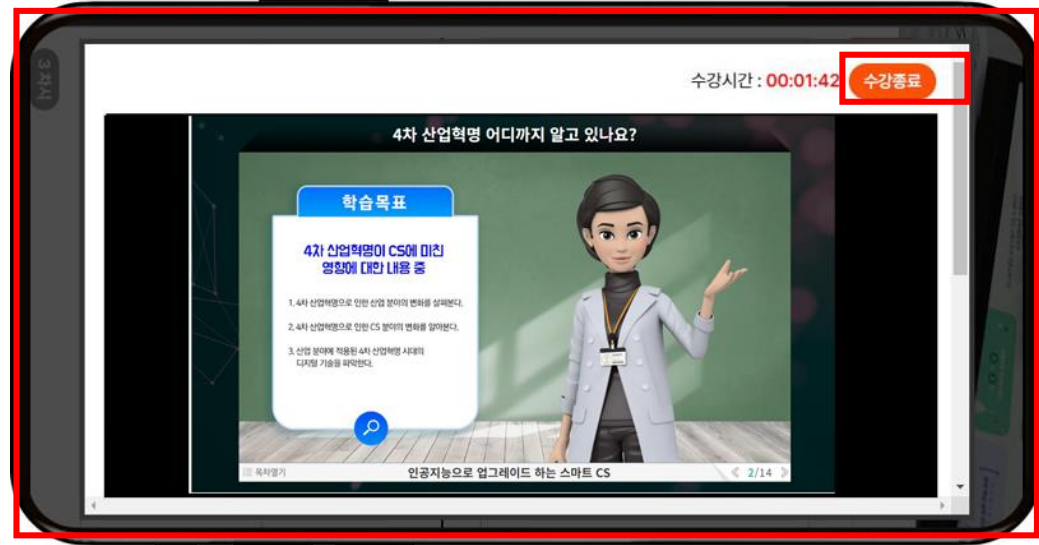 3차시
수강시간 : 00:01:42
수강종료
4차 산업혁명 어디까지 알고 있나요?
학습목표
4차 산업혁명이 CS에 미친
영향에 대한 내용 중
1. 4차 산업혁명으로 인한 산업 분야의 변화를 살펴본다.
2. 4차 산업혁명으로 인한 CS 분야의 변화를 알아본다.
3. 산업 분야에 적용된 4차 산업혁명 시대의
디지털 기술을 파악한다.
목차열기
인공지능으로 업그레이드 하는 스마트 CS
2/14